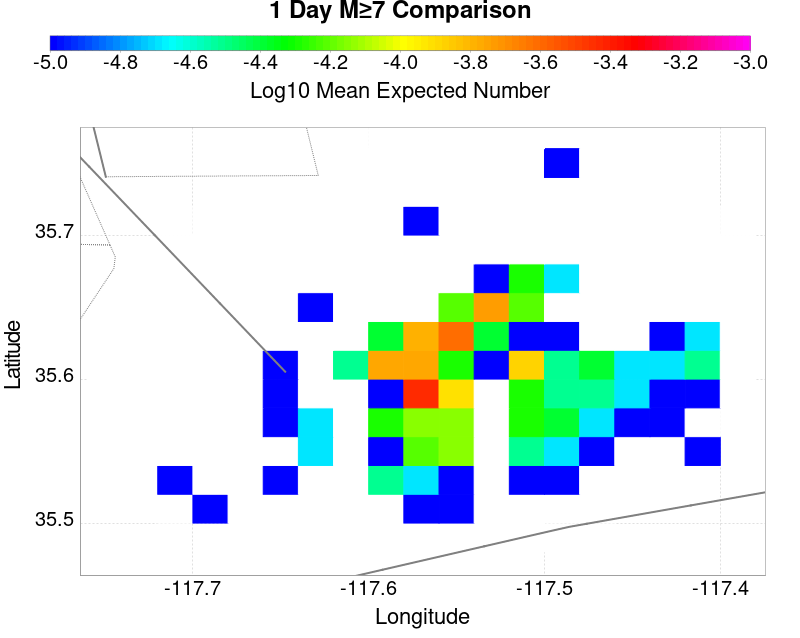 1 Day M≥7 Comparison
-5.0 -4.8 -4.6 -4.4 -4.2 -4.0 -3.8 -3.6 -3.4 -3.2 -3.0
Log10 Mean Expected Number
Latitude
35.7
35.6
35.5
-117.7 -117.6 -117.5 -117.4
Longitude